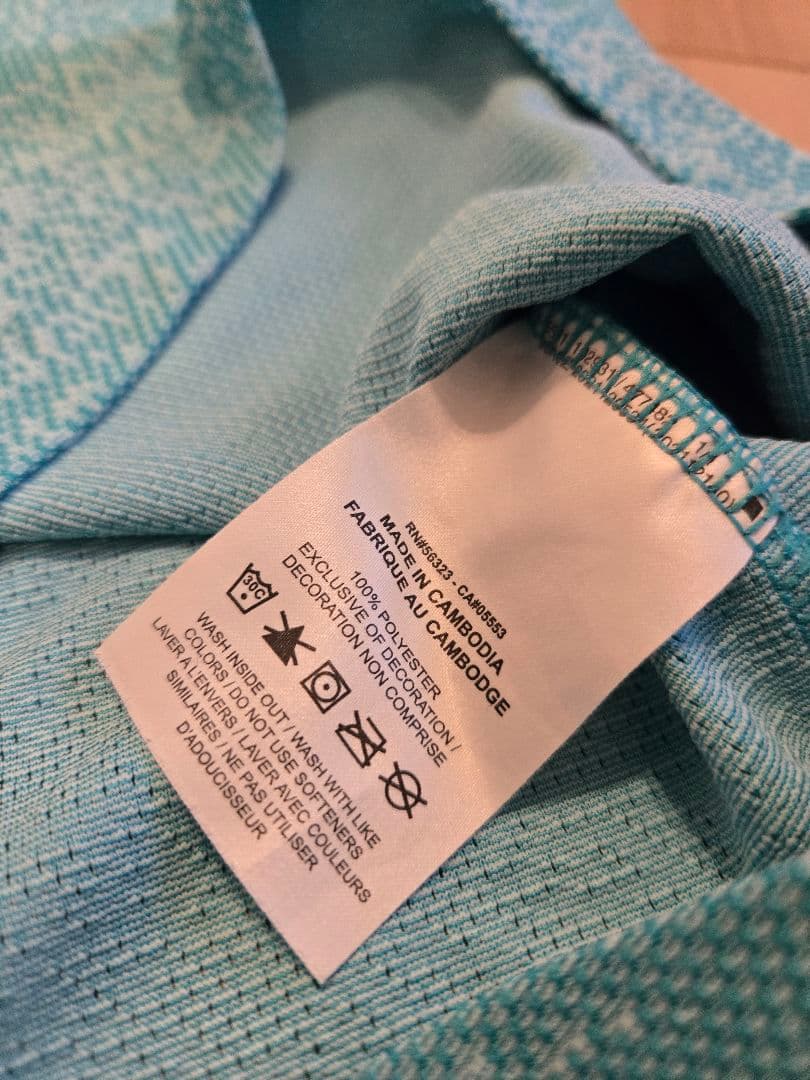 RN#56323 - CA#05553
MADE IN CAMBODIA
FABRIQUE AU CAMBODGE
100% POLYESTER
EXCLUSIVE OF DECORATION /
DECORATION NON COMPRISE
30C
WASH INSIDE OUT / WASH WITH LIKE
COLORS / DO NOT USE SOFTENERS
LAVER A L'ENVERS / LAVER AVEC COULEURS
SIMILAIRES / NE PAS UTILISER
D'ADOUCISSEUR